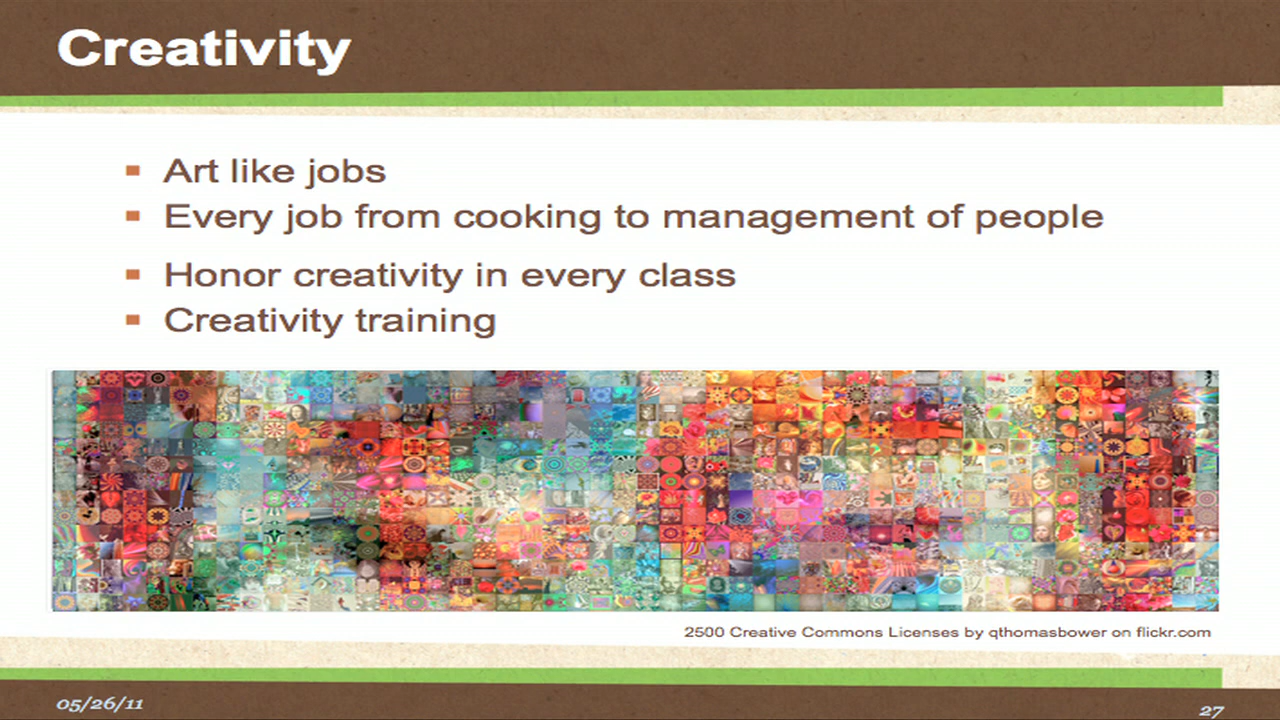 Creativity
Art like jobs
Every job from cooking to management of people
Honor creativity in every class
Creativity training
2500 Creative Commons Licenses by qthomasbower on flickr.com
05/26/11
27